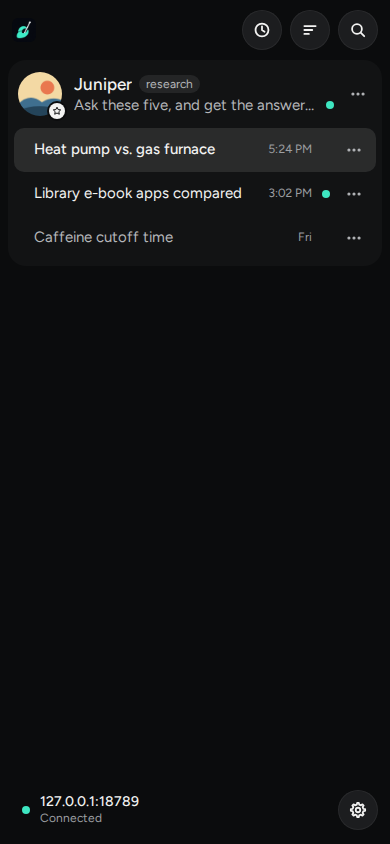 Juniper research
Ask these five, and get the answer...
Heat pump vs. gas furnace 5:24 PM
Library e-book apps compared 3:02 PM
Caffeine cutoff time Fri
127.0.0.1:18789
Connected